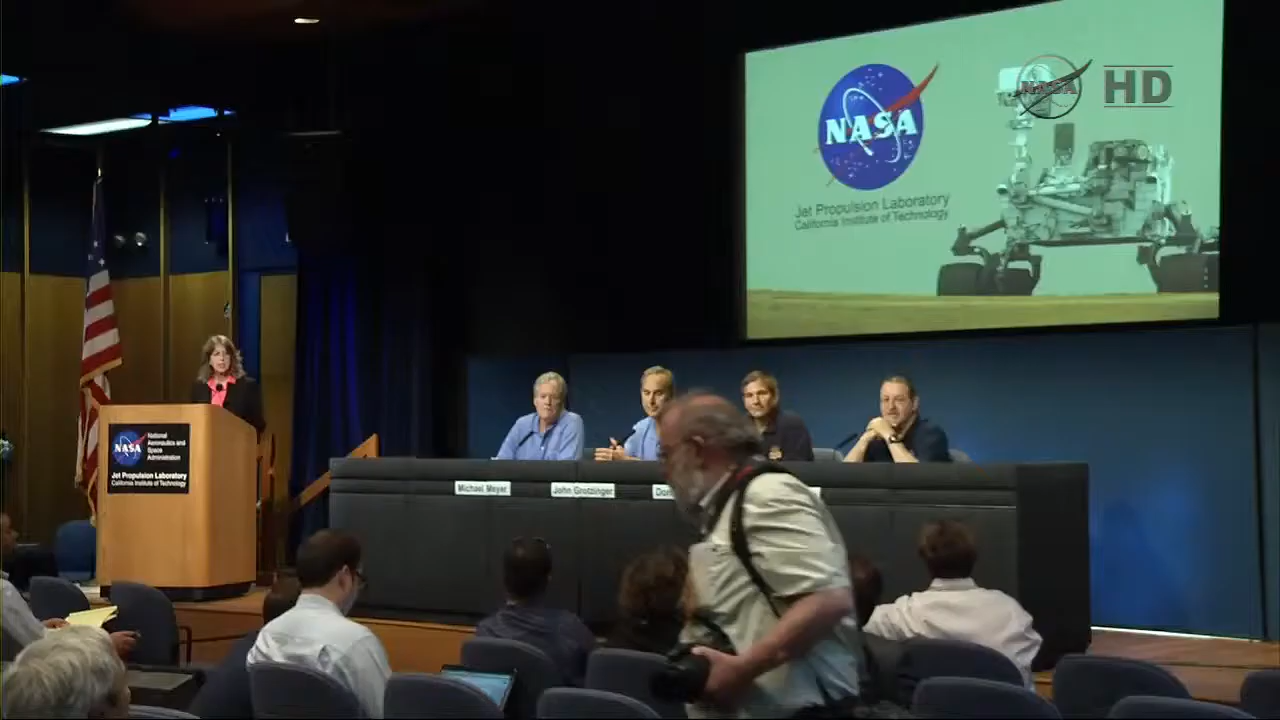 NASA
HD
NASA
Jet Propulsion Laboratory
California Institute of Technology
NASA
National
Aeronautics and
Space
Administration
Jet Propulsion Laboratory
California Institute of Technology
Michael Meyer
John Grotzinger